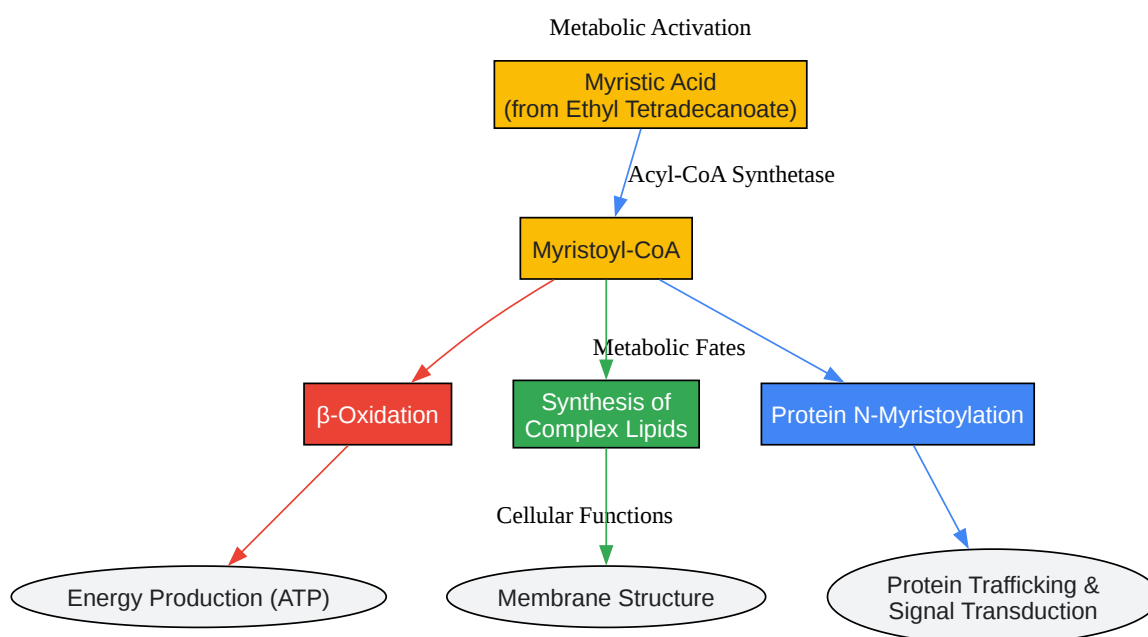 Metabolic Activation
Myristic Acid
(from Ethyl Tetradecanoate)
Acyl-CoA Synthetase
Myristoyl-CoA
Metabolic Fates
β-Oxidation
Synthesis of
Complex Lipids
Protein N-Myristoylation
Cellular Functions
Energy Production (ATP)
Membrane Structure
Protein Trafficking &
Signal Transduction